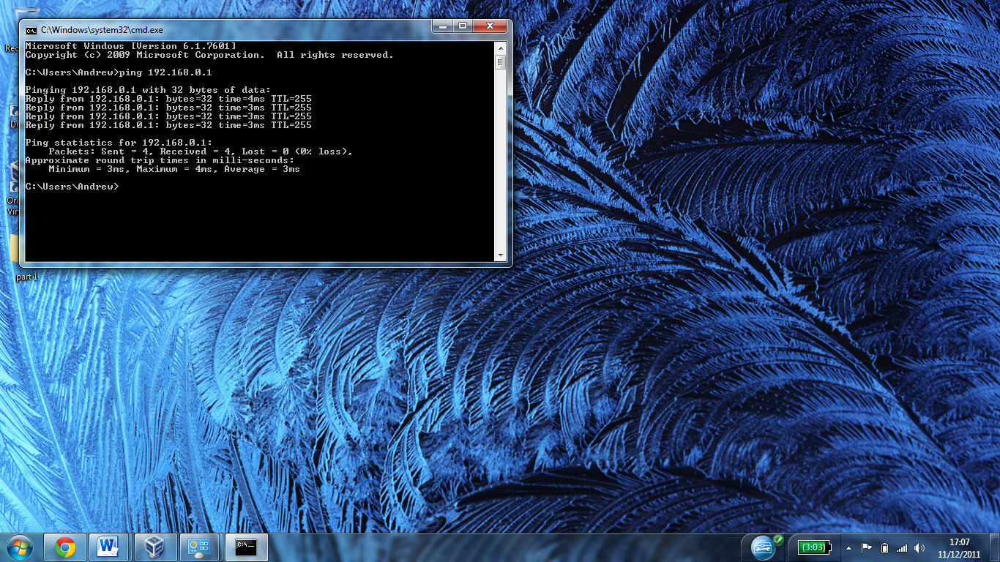 C:\Windows\system32\cmd.exe
Microsoft Windows [Version 6.1.7601]
Copyright (c) 2009 Microsoft Corporation.  All rights reserved.
C:\Users\Andrew>ping 192.168.0.1
Pinging 192.168.0.1 with 32 bytes of data:
Reply from 192.168.0.1: bytes=32 time=4ms TTL=255
Reply from 192.168.0.1: bytes=32 time=3ms TTL=255
Reply from 192.168.0.1: bytes=32 time=3ms TTL=255
Reply from 192.168.0.1: bytes=32 time=3ms TTL=255
Ping statistics for 192.168.0.1:
    Packets: Sent = 4, Received = 4, Lost = 0 (0% loss),
Approximate round trip times in milli-seconds:
    Minimum = 3ms, Maximum = 4ms, Average = 3ms
C:\Users\Andrew>
part 1
(3:03)
17:07
11/12/2011